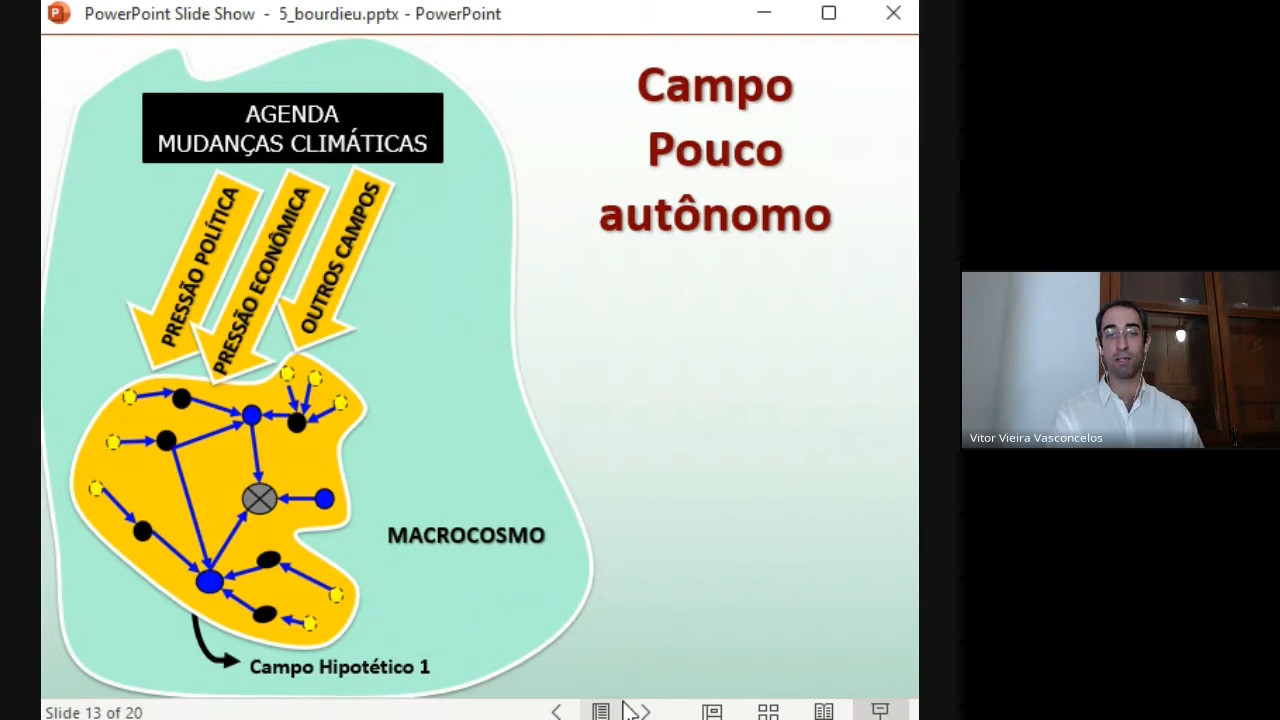 PowerPoint Slide Show - 5_bourdieu.pptx - PowerPoint
AGENDA
MUDANÇAS CLIMÁTICAS
Campo
Pouco
autônomo
PRESSÃO POLÍTICA
PRESSÃO ECONÔMICA
OUTROS CAMPOS
MACROCOSMO
Campo Hipotético 1
Vitor Vieira Vasconcelos
Slide 13 of 20